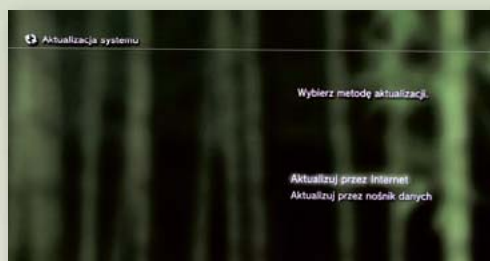 Aktualizacja systemu
Wybierz metodę aktualizacji.
Aktualizuj przez Internet
Aktualizuj przez nośnik danych